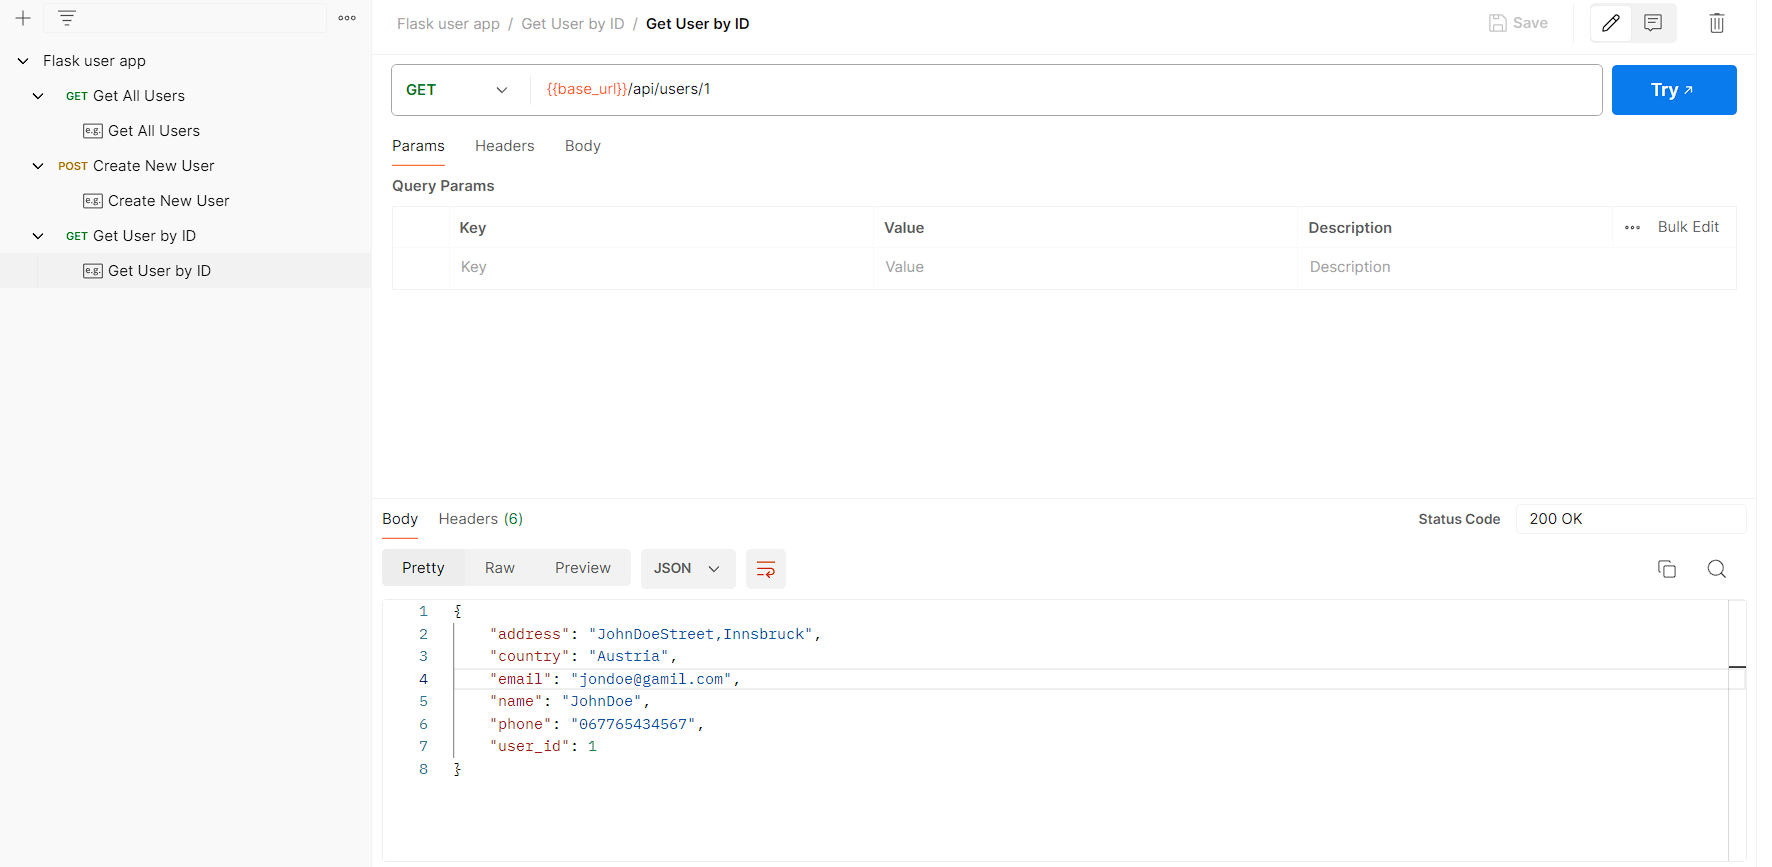 Flask user app
GET Get All Users
e.g. Get All Users
POST Create New User
e.g. Create New User
GET Get User by ID
e.g. Get User by ID
Flask user app / Get User by ID / Get User by ID
Save
GET {{base_url}}/api/users/1
Try
Params Headers Body
Query Params
Key Value Description Bulk Edit
Key Value Description
Body Headers (6) Status Code 200 OK
Pretty Raw Preview JSON
1 {
2 "address": "JohnDoeStreet,Innsbruck",
3 "country": "Austria",
4 "email": "jondoe@gamil.com",
5 "name": "JohnDoe",
6 "phone": "067765434567",
7 "user_id": 1
8 }